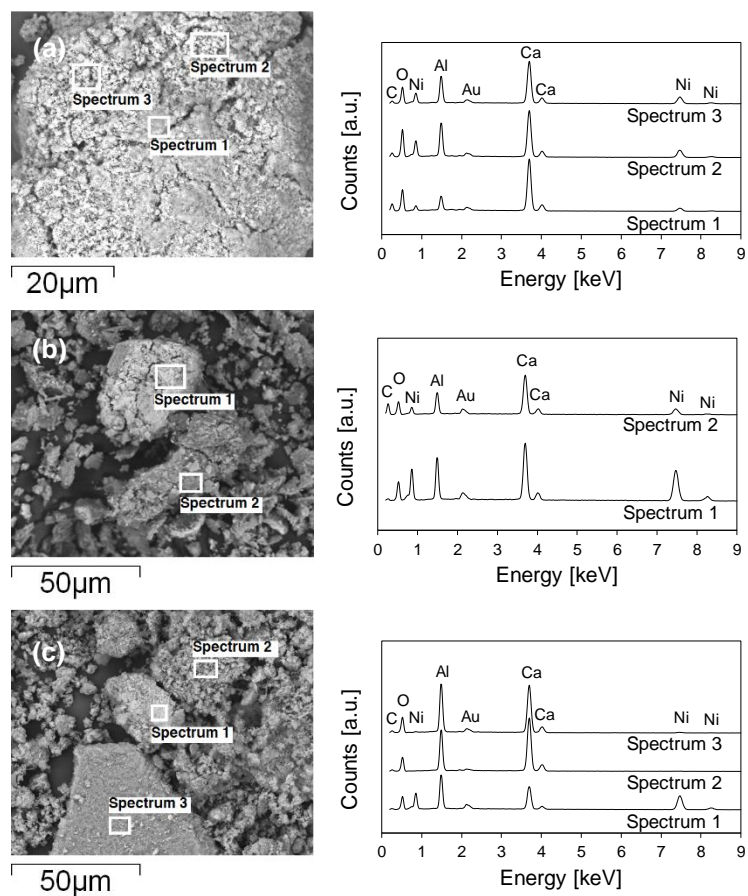 (a)
Spectrum 2
Spectrum 3
Spectrum 1
20µm
Counts [a.u.]
C O Ni Al Au Ca Ca Ni Ni
Spectrum 3
Spectrum 2
Spectrum 1
0 1 2 3 4 5 6 7 8 9
Energy [keV]
(b)
Spectrum 1
Spectrum 2
50µm
Counts [a.u.]
C O Ni Al Au Ca Ca Ni Ni
Spectrum 2
Spectrum 1
0 1 2 3 4 5 6 7 8 9
Energy [keV]
(c)
Spectrum 2
Spectrum 1
Spectrum 3
50µm
Counts [a.u.]
C O Ni Al Au Ca Ca Ni Ni
Spectrum 3
Spectrum 2
Spectrum 1
0 1 2 3 4 5 6 7 8 9
Energy [keV]